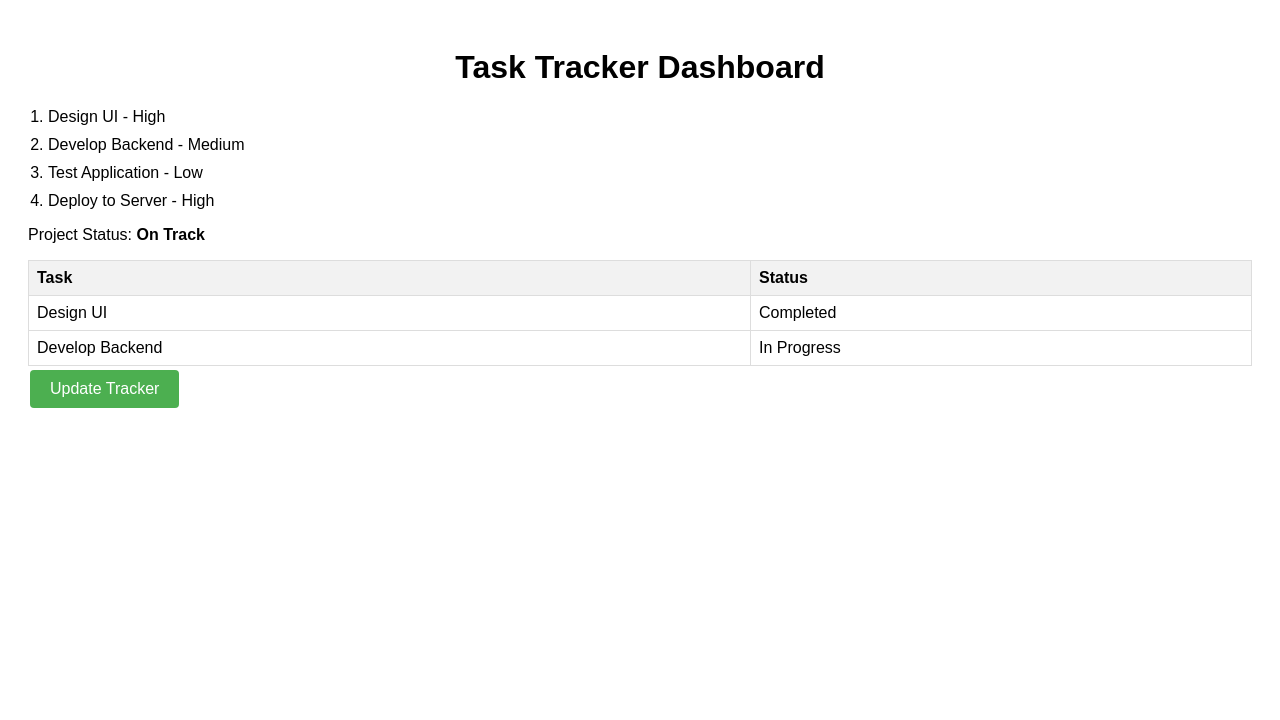 Task Tracker Dashboard
1. Design UI - High
2. Develop Backend - Medium
3. Test Application - Low
4. Deploy to Server - High
Project Status: On Track
Task Status
Design UI Completed
Develop Backend In Progress
Update Tracker